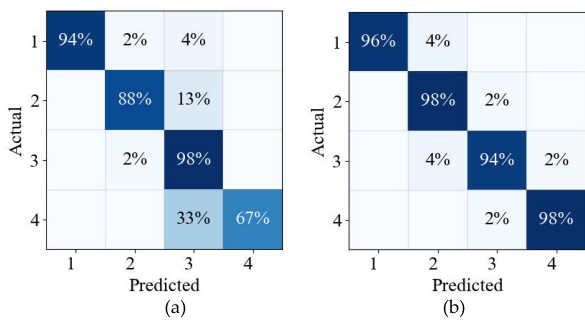 1 94% 2% 4%
2 88% 13%
3 2% 98%
4 33% 67%
1 2 3 4
Actual
Predicted
(a)
1 96% 4%
2 98% 2%
3 4% 94% 2%
4 2% 98%
1 2 3 4
Actual
Predicted
(b)